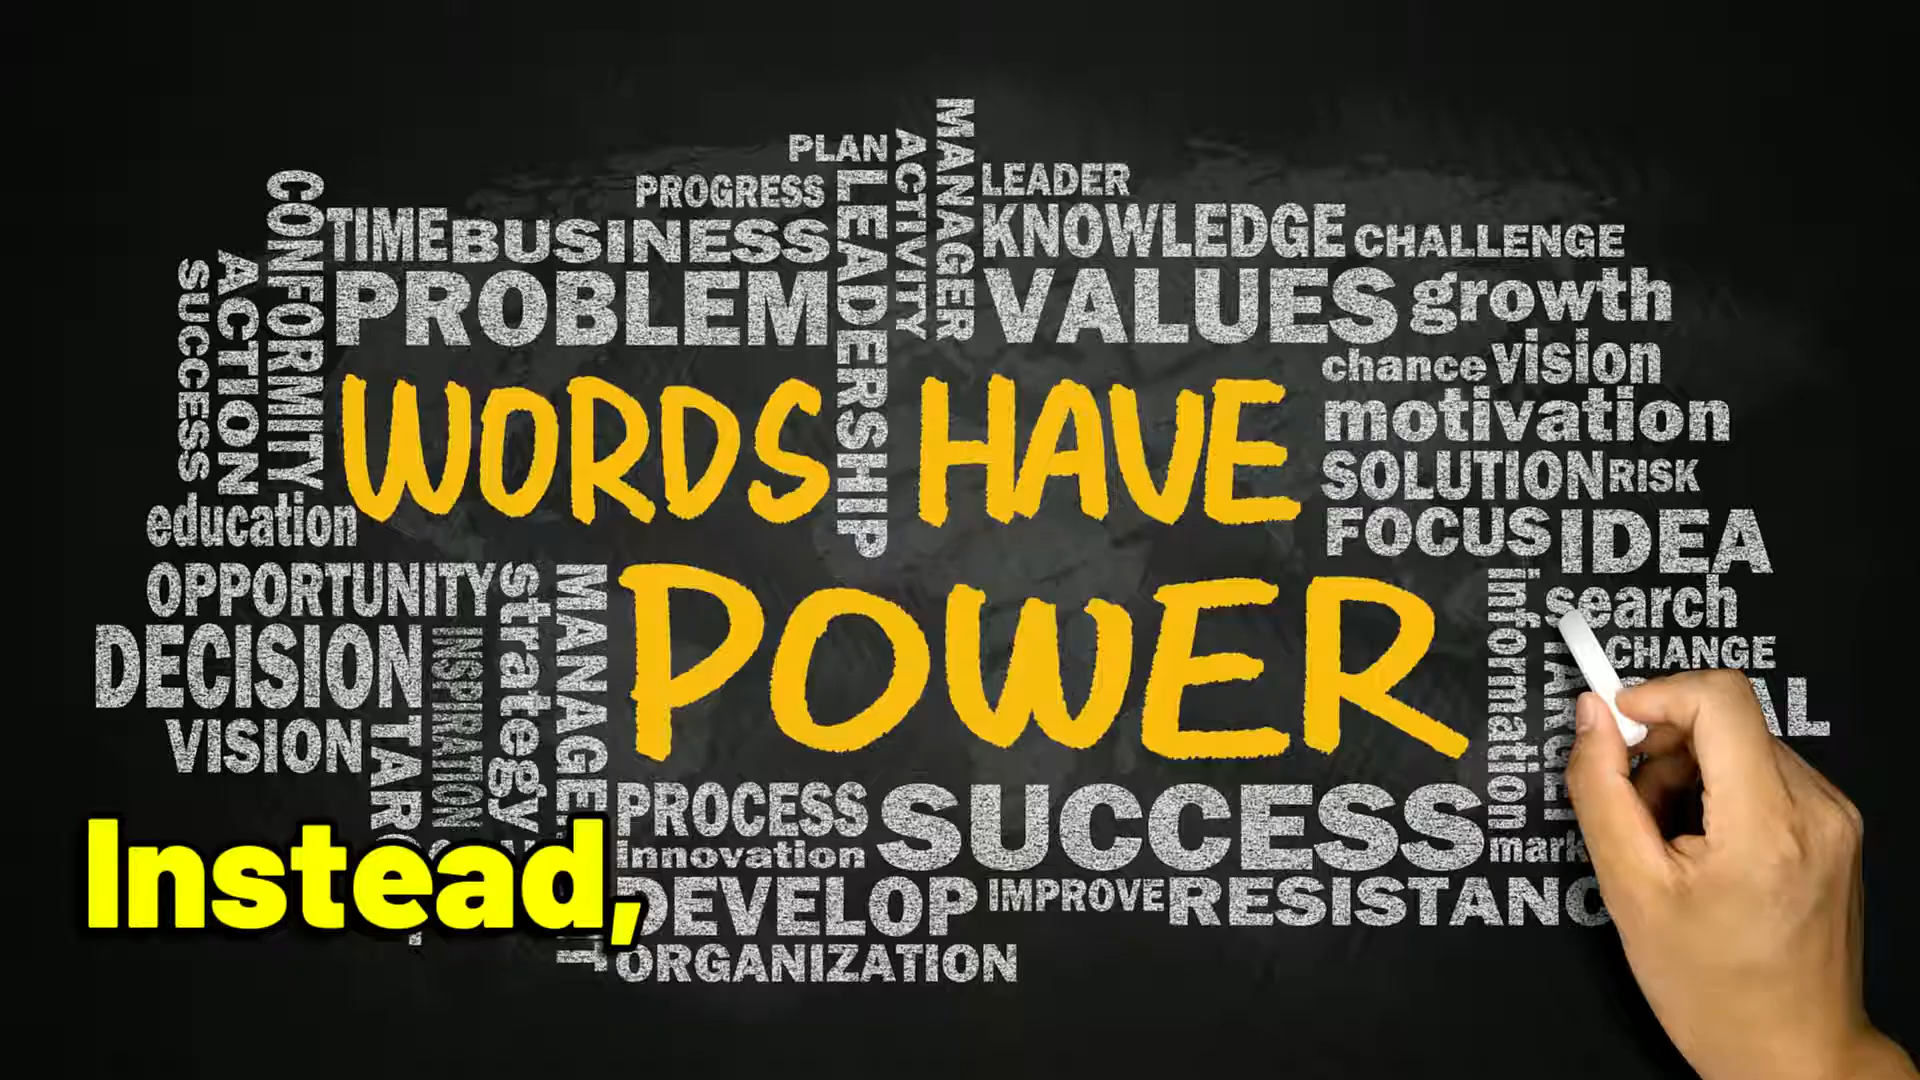 MANAGER
PLAN
ACTIVITY
LEADERSHIP
LEADER
PROGRESS
CONFORMITY
TIME
BUSINESS
KNOWLEDGE
CHALLENGE
SUCCESS
ACTION
PROBLEM
VALUES
growth
chance
vision
WORDS HAVE
motivation
SOLUTION
RISK
education
FOCUS
IDEA
OPPORTUNITY
strategy
POWER
information
search
DECISION
INSPIRATION
CHANGE
VISION
PROCESS
SUCCESS
innovation
Instead,
DEVELOP
IMPROVE
ORGANIZATION